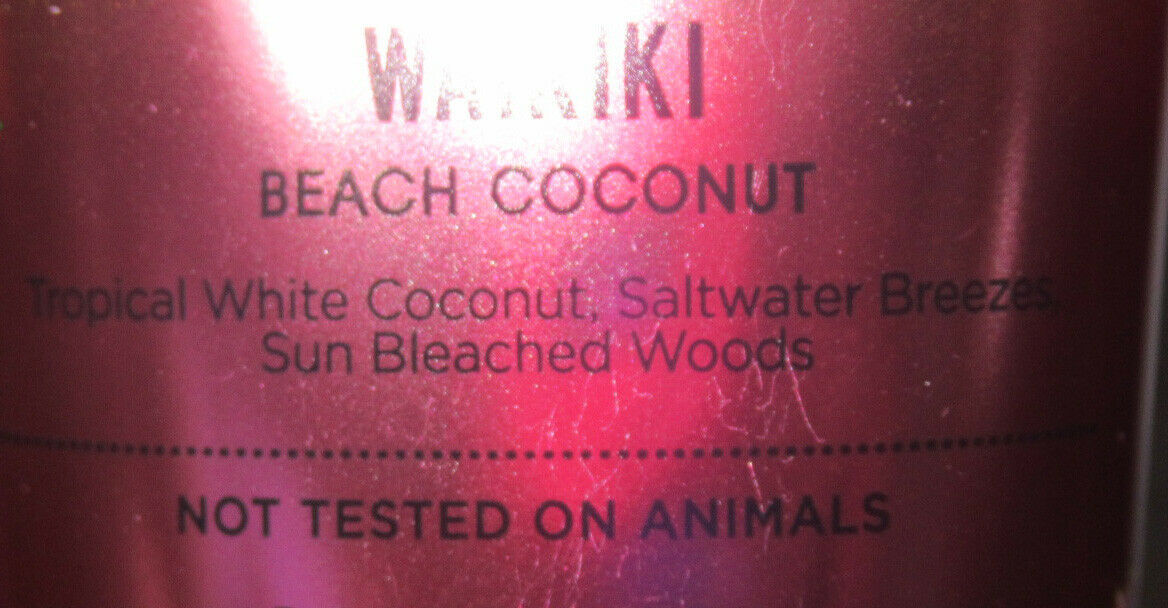 WAIKIKI
BEACH COCONUT
Tropical White Coconut, Saltwater Breezes,
Sun Bleached Woods
NOT TESTED ON ANIMALS